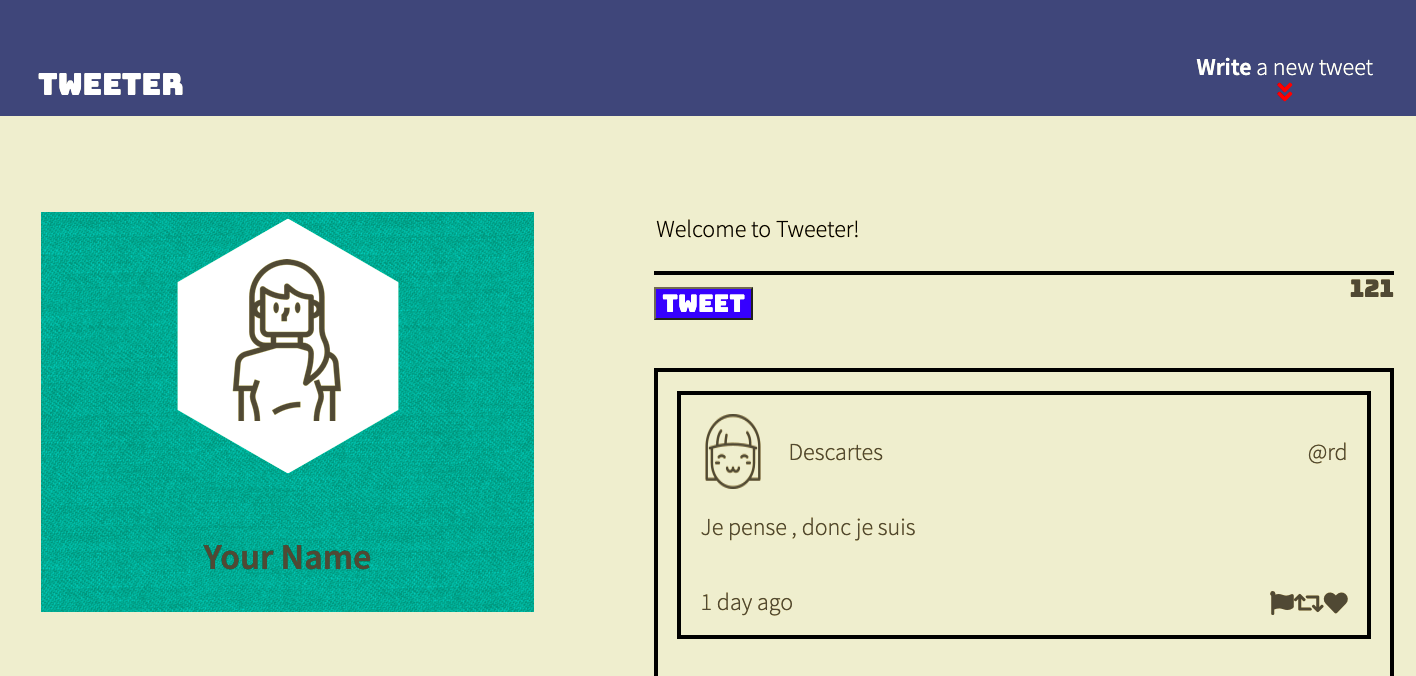 TWEETER
Write a new tweet
Your Name
Welcome to Tweeter!
TWEET
121
Descartes
@rd
Je pense , donc je suis
1 day ago